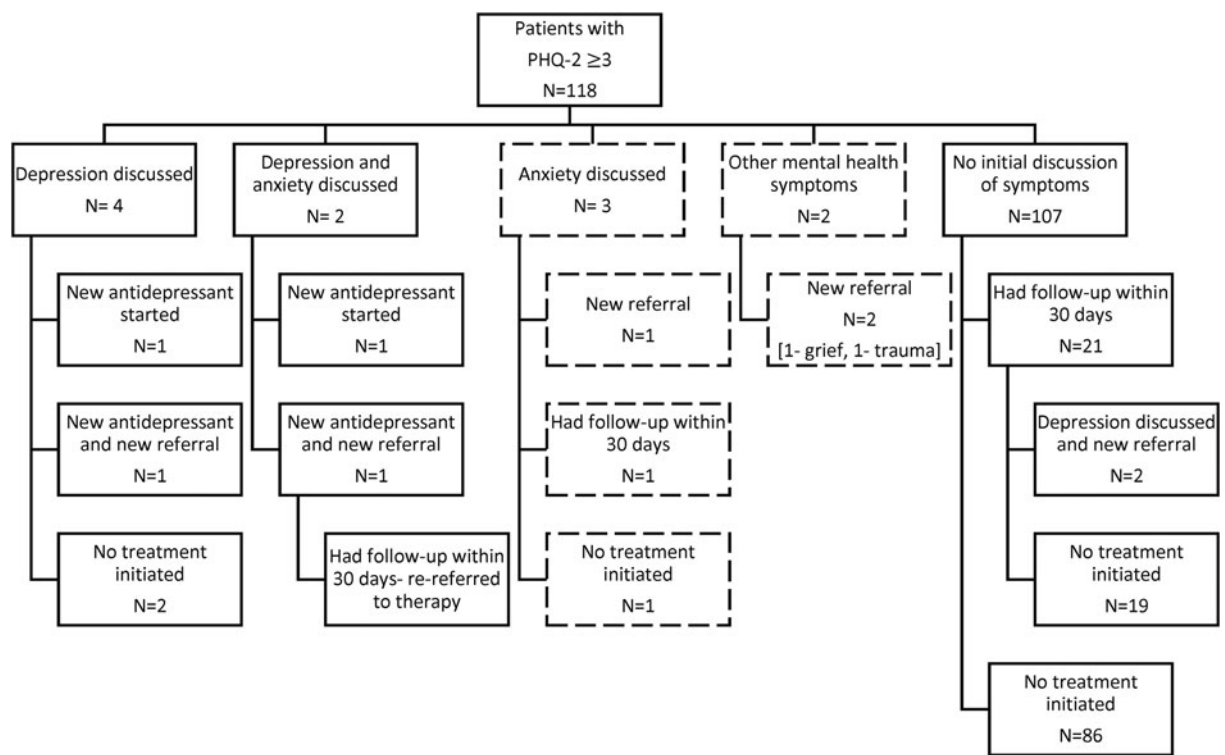 Patients with
PHQ-2 ≥3
N=118
Depression discussed
N= 4
New antidepressant
started
N=1
New antidepressant
and new referral
N=1
No treatment
initiated
N=2
Depression and
anxiety discussed
N= 2
New antidepressant
started
N=1
New antidepressant
and new referral
N=1
Had follow-up within
30 days- re-referred
to therapy
Anxiety discussed
N= 3
New referral
N=1
Had follow-up within
30 days
N=1
No treatment
initiated
N=1
Other mental health
symptoms
N=2
New referral
N=2
[1- grief, 1- trauma]
No initial discussion
of symptoms
N=107
Had follow-up within
30 days
N=21
Depression discussed
and new referral
N=2
No treatment
initiated
N=19
No treatment
initiated
N=86